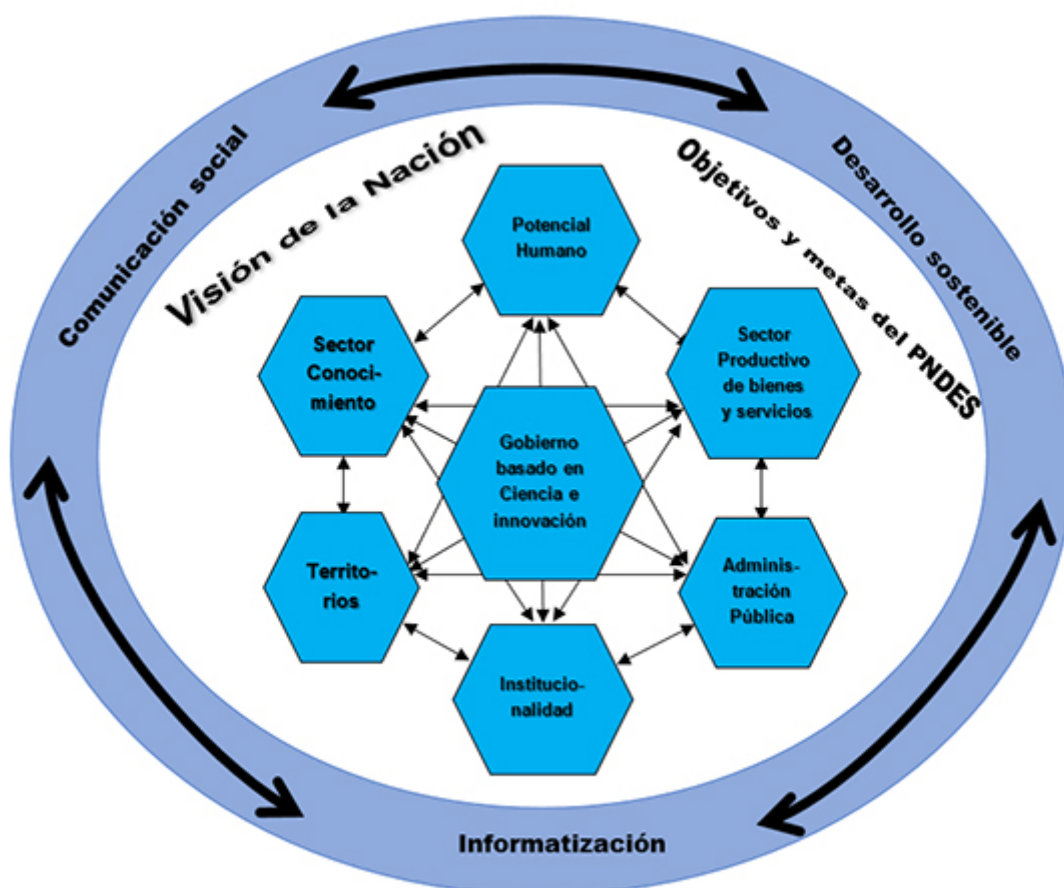 Comunicación social
Desarrollo sostenible
Visión de la Nación
Objetivos y metas del PNDES
Potencial
Humano
Sector
Conoci-
miento
Sector
Productivo
de bienes
y servicios
Gobierno
basado en
Ciencia e
innovación
Territo-
rios
Adminis-
tración
Pública
Institucio-
nalidad
Informatización